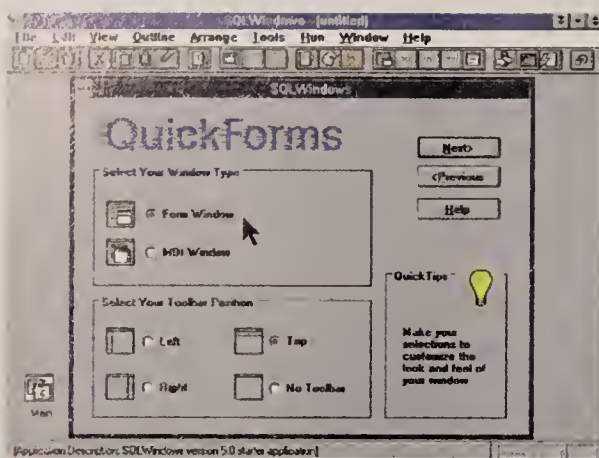 SQLWindows - [untitled]
File Edit View Outline Arrange Tools Run Window Help
SQLWindows
QuickForms
Select Your Window Type
Form Window
MDI Window
Select Your Toolbar Position
Left
Top
Right
No Toolbar
Next>
<Previous
Help
QuickTips
Make your
selections to
customize the
look and feel of
your window
Main
[Application Description: SQLWindows version 5.0 starter application]